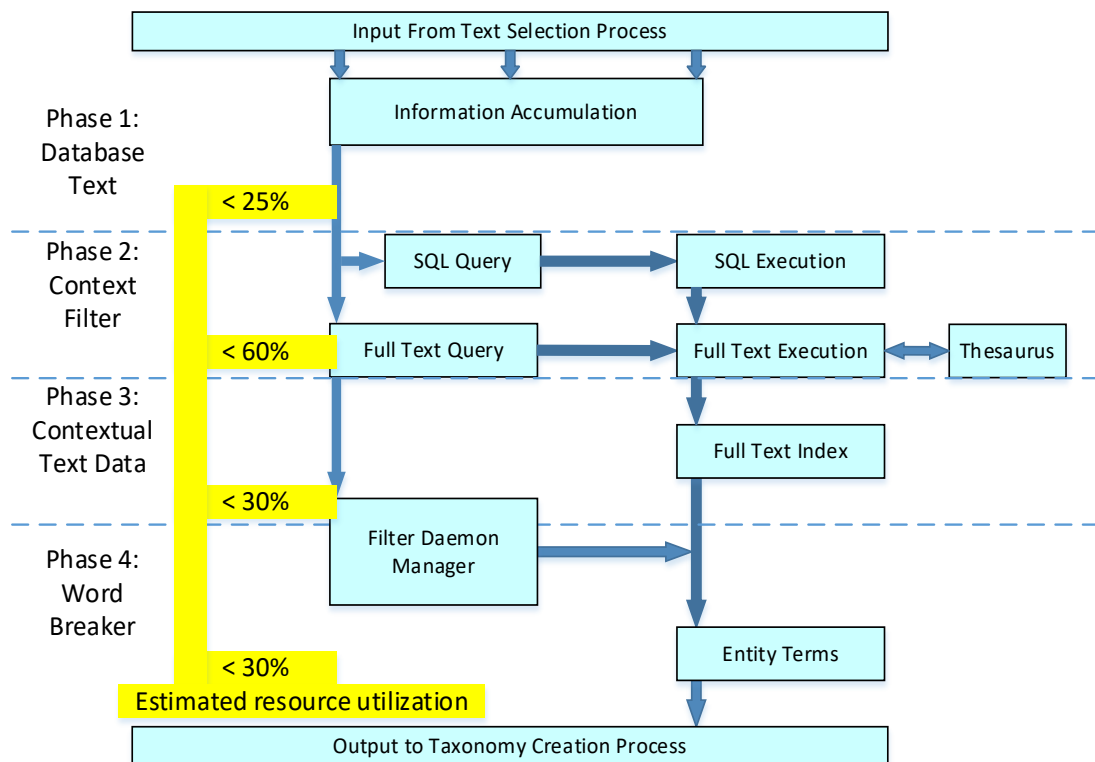 Input From Text Selection Process
Information Accumulation
Phase 1:
Database
Text
< 25%
Phase 2:
Context
Filter
SQL Query
SQL Execution
< 60%
Full Text Query
Full Text Execution
Thesaurus
Phase 3:
Contextual
Text Data
Full Text Index
< 30%
Filter Daemon
Manager
Phase 4:
Word
Breaker
Entity Terms
< 30%
Estimated resource utilization
Output to Taxonomy Creation Process